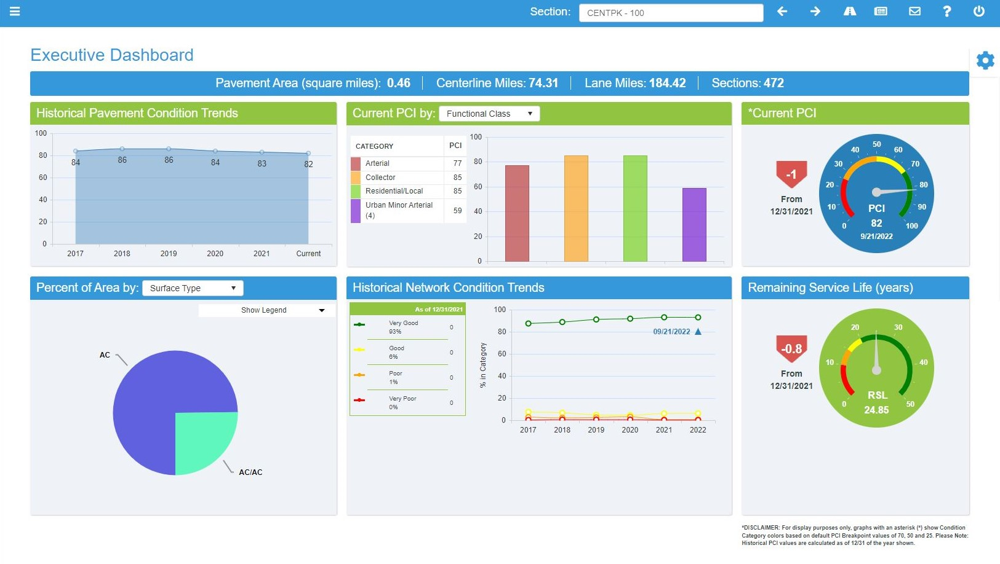 Section: CENTPK - 100
Executive Dashboard
Pavement Area (square miles): 0.46 Centerline Miles: 74.31 Lane Miles: 184.42 Sections: 472
Historical Pavement Condition Trends
100
80
60
40
20
0
84 86 86 84 83 82
2017 2018 2019 2020 2021 Current
Current PCI by: Functional Class
CATEGORY PCI
Arterial 77
Collector 85
Residential/Local 85
Urban Minor Arterial
(4) 59
100
80
60
40
20
0
*Current PCI
-1
From
12/31/2021
0 10 20 30 40 50 60 70 80 90 100
PCI
82
9/21/2022
Percent of Area by: Surface Type
Show Legend
AC
AC/AC
Historical Network Condition Trends
As of 12/31/2021
Very Good
93% 0
Good
6% 0
Poor
1% 0
Very Poor
0% 0
% in Category
100
80
60
40
20
0
09/21/2022
2017 2018 2019 2020 2021 2022
Remaining Service Life (years)
-0.8
From
12/31/2021
0 10 20 30 40 50
RSL
24.85
*DISCLAIMER: For display purposes only, graphs with an asterisk (*) show Condition
Category colors based on default PCI Breakpoint values of 70, 50 and 25. Please Note:
Historical PCI values are calculated as of 12/31 of the year shown.